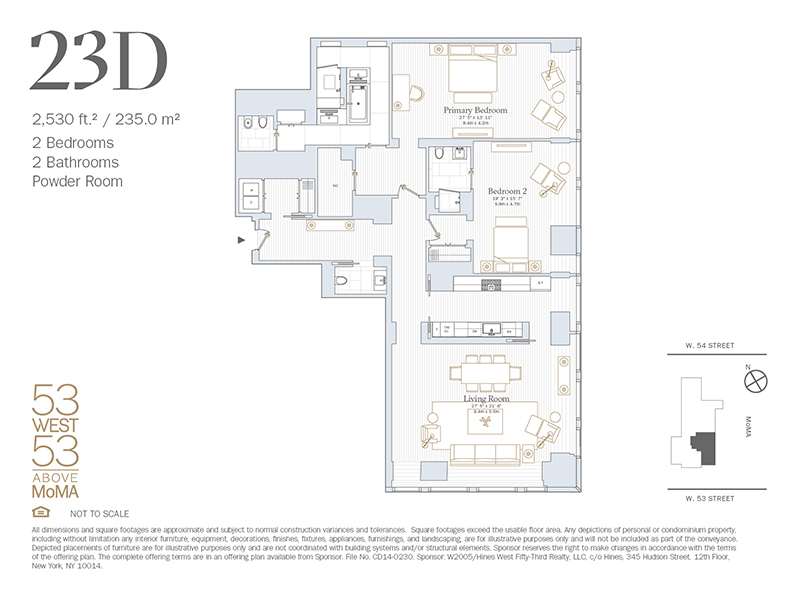 23D
2,530 ft.² / 235.0 m²
2 Bedrooms
2 Bathrooms
Powder Room
Primary Bedroom
27' 5" x 13' 11"
8.4m x 4.2m
Bedroom 2
19' 3" x 15' 7"
5.9m x 4.7m
Living Room
8.4m x 6.5m
W. 54 STREET
N
MoMA
W. 53 STREET
53
WEST
53
ABOVE
MoMA
NOT TO SCALE
All dimensions and square footages are approximate and subject to normal construction variances and tolerances. Square footages exceed the usable floor area. Any depictions of personal or condominium property,
including without limitation any interior furniture, equipment, decorations, finishes, fixtures, appliances, furnishings, and landscaping, are for illustrative purposes only and will not be included as part of the conveyance.
Depicted placements of furniture are for illustrative purposes only and are not coordinated with building systems and/or structural elements. Sponsor reserves the right to make changes in accordance with the terms
of the offering plan. The complete offering terms are in an offering plan available from Sponsor. File No. CD14-0230. Sponsor: W2005/Hines West Fifty-Third Realty, LLC, c/o Hines, 345 Hudson Street, 12th Floor,
New York, NY 10014.